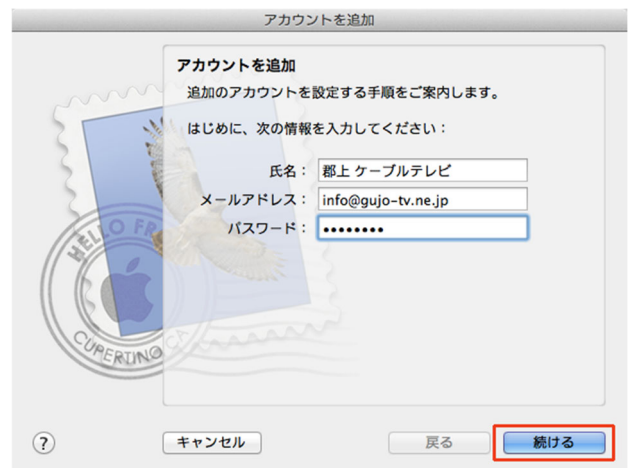 アカウントを追加
アカウントを追加
追加のアカウントを設定する手順をご案内します。
はじめに、次の情報を入力してください：
氏名： 郡上 ケーブルテレビ
メールアドレス： info@gujo-tv.ne.jp
パスワード： ••••••••
HELLO FR
CUPERTINO CA
? キャンセル 戻る 続ける